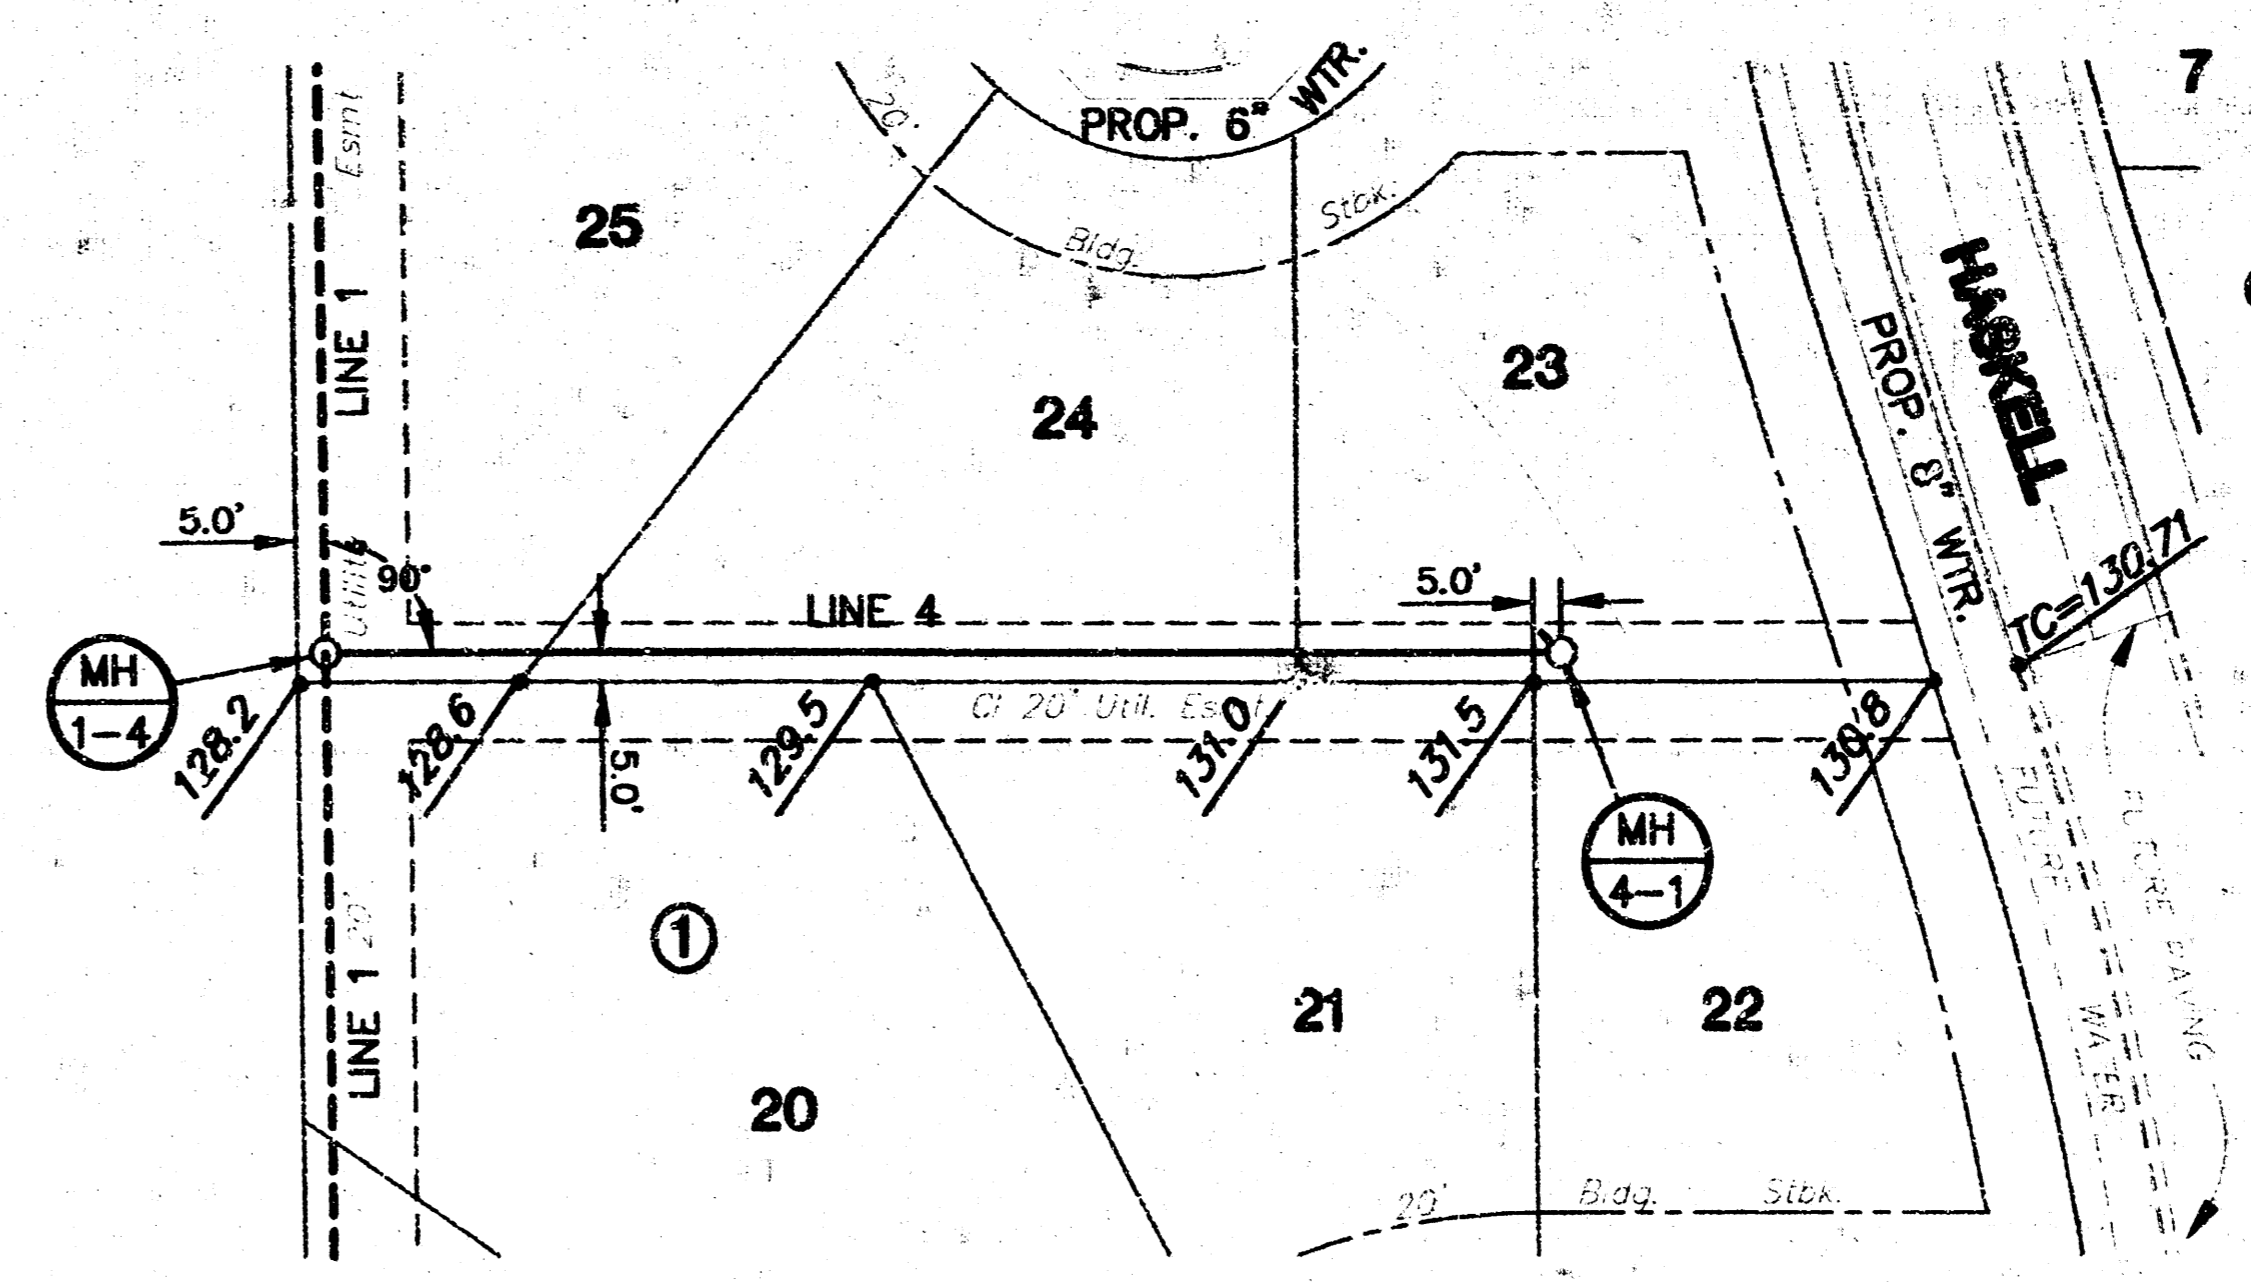 7
20'
PROP. 6" WTR.
Esmt
25
Bldg.
Stbk.
HASKELL
LINE 1
PROP. 8" WTR.
23
24
5.0'
90°
Utility
LINE 4
5.0'
TC=130.71
MH
1-4
128.2
128.6
129.5
131.0
131.5
130.8
20' Util. Esmt
5.0'
MH
4-1
FUTURE WATER
FUTURE PAVING
20'
LINE 1
1
20
21
22
20' Bldg. Stbk.